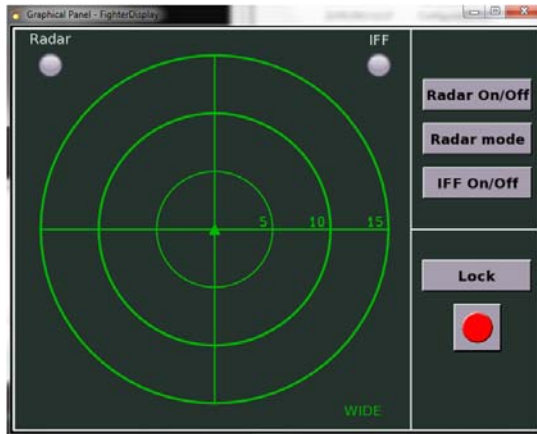 Graphical Panel - FighterDisplay
Radar
IFF
5 10 15
WIDE
Radar On/Off
Radar mode
IFF On/Off
Lock